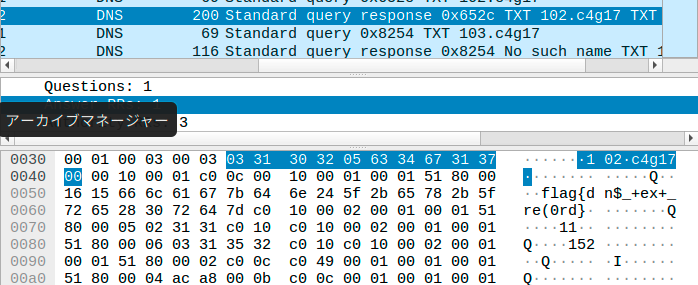 2 DNS 200 Standard query response 0x652c TXT 102.c4g17 TXT
1 DNS 69 Standard query 0x8254 TXT 103.c4g17
2 DNS 116 Standard query response 0x8254 No such name TXT 1
Questions: 1
アーカイブマネージャー 3
0030 00 01 00 03 00 03 03 31 30 32 05 63 34 67 31 37 ·······1 02·c4g17
0040 00 00 10 00 01 c0 0c 00 10 00 01 00 01 51 80 00 ········ ·····Q··
0050 16 15 66 6c 61 67 7b 64 6e 24 5f 2b 65 78 2b 5f ··flag{d n$_+ex+_
0060 72 65 28 30 72 64 7d c0 10 00 02 00 01 00 01 51 re(0rd}· ·······Q
0070 80 00 05 02 31 31 c0 10 c0 10 00 02 00 01 00 01 ····11·· ········
0080 51 80 00 06 03 31 35 32 c0 10 c0 10 00 02 00 01 Q····152 ········
0090 00 01 51 80 00 02 c0 0c c0 49 00 01 00 01 00 01 ··Q····· ·I······
00a0 51 80 00 04 ac a8 00 0b c0 0c 00 01 00 01 00 01 Q······· ········